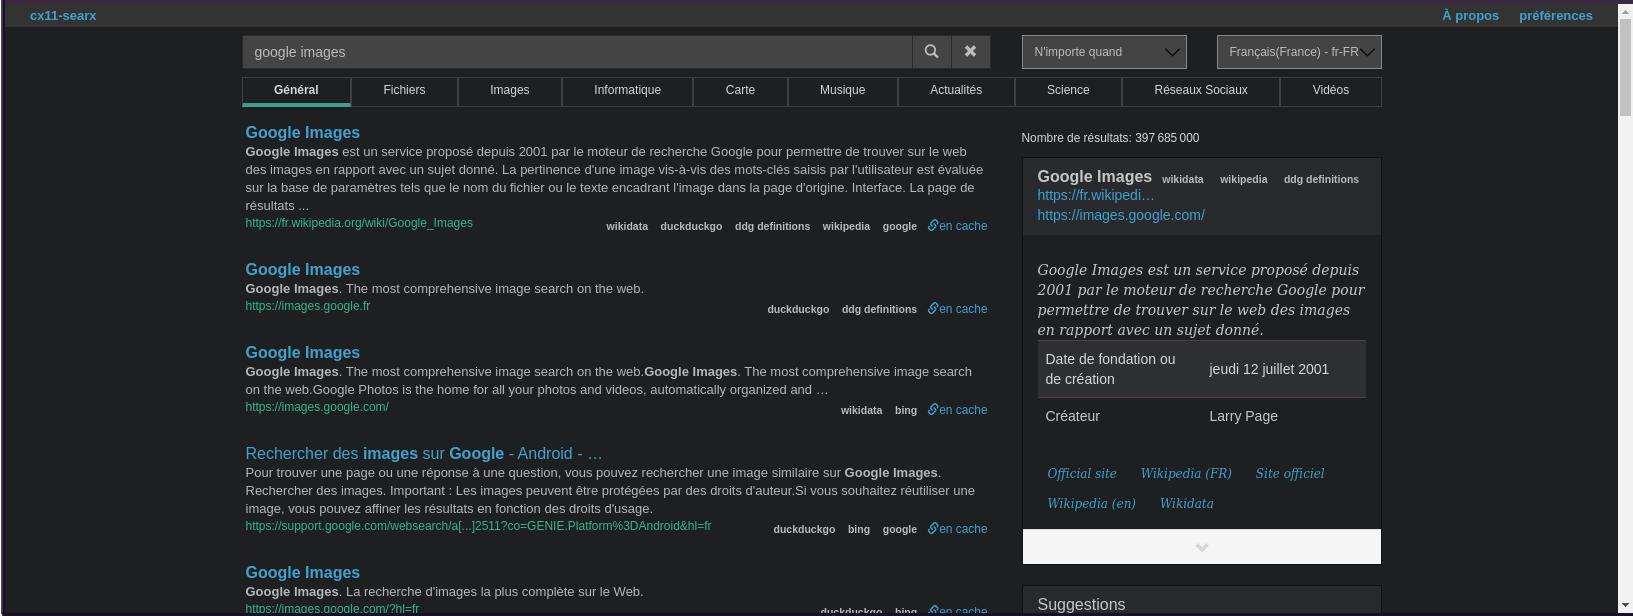 cx11-searx
À propos préférences
google images
N'importe quand
Français(France) - fr-FR
Général Fichiers Images Informatique Carte Musique Actualités Science Réseaux Sociaux Vidéos
Google Images
Google Images est un service proposé depuis 2001 par le moteur de recherche Google pour permettre de trouver sur le web
des images en rapport avec un sujet donné. La pertinence d'une image vis-à-vis des mots-clés saisis par l'utilisateur est évaluée
sur la base de paramètres tels que le nom du fichier ou le texte encadrant l'image dans la page d'origine. Interface. La page de
résultats ...
https://fr.wikipedia.org/wiki/Google_Images
wikidata duckduckgo ddg definitions wikipedia google en cache
Google Images
Google Images. The most comprehensive image search on the web.
https://images.google.fr
duckduckgo ddg definitions en cache
Google Images
Google Images. The most comprehensive image search on the web.Google Images. The most comprehensive image search
on the web.Google Photos is the home for all your photos and videos, automatically organized and …
https://images.google.com/
wikidata bing en cache
Rechercher des images sur Google - Android - …
Pour trouver une page ou une réponse à une question, vous pouvez rechercher une image similaire sur Google Images.
Rechercher des images. Important : Les images peuvent être protégées par des droits d'auteur.Si vous souhaitez réutiliser une
image, vous pouvez affiner les résultats en fonction des droits d'usage.
https://support.google.com/websearch/a[...]2511?co=GENIE.Platform%3DAndroid&hl=fr
duckduckgo bing google en cache
Google Images
Google Images. La recherche d'images la plus complète sur le Web.
https://images.google.com/?hl=fr
duckduckgo bing en cache
Nombre de résultats: 397 685 000
Google Images wikidata wikipedia ddg definitions
https://fr.wikipedi…
https://images.google.com/
Google Images est un service proposé depuis
2001 par le moteur de recherche Google pour
permettre de trouver sur le web des images
en rapport avec un sujet donné.
Date de fondation ou
de création
jeudi 12 juillet 2001
Créateur Larry Page
Official site Wikipedia (FR) Site officiel
Wikipedia (en) Wikidata
Suggestions